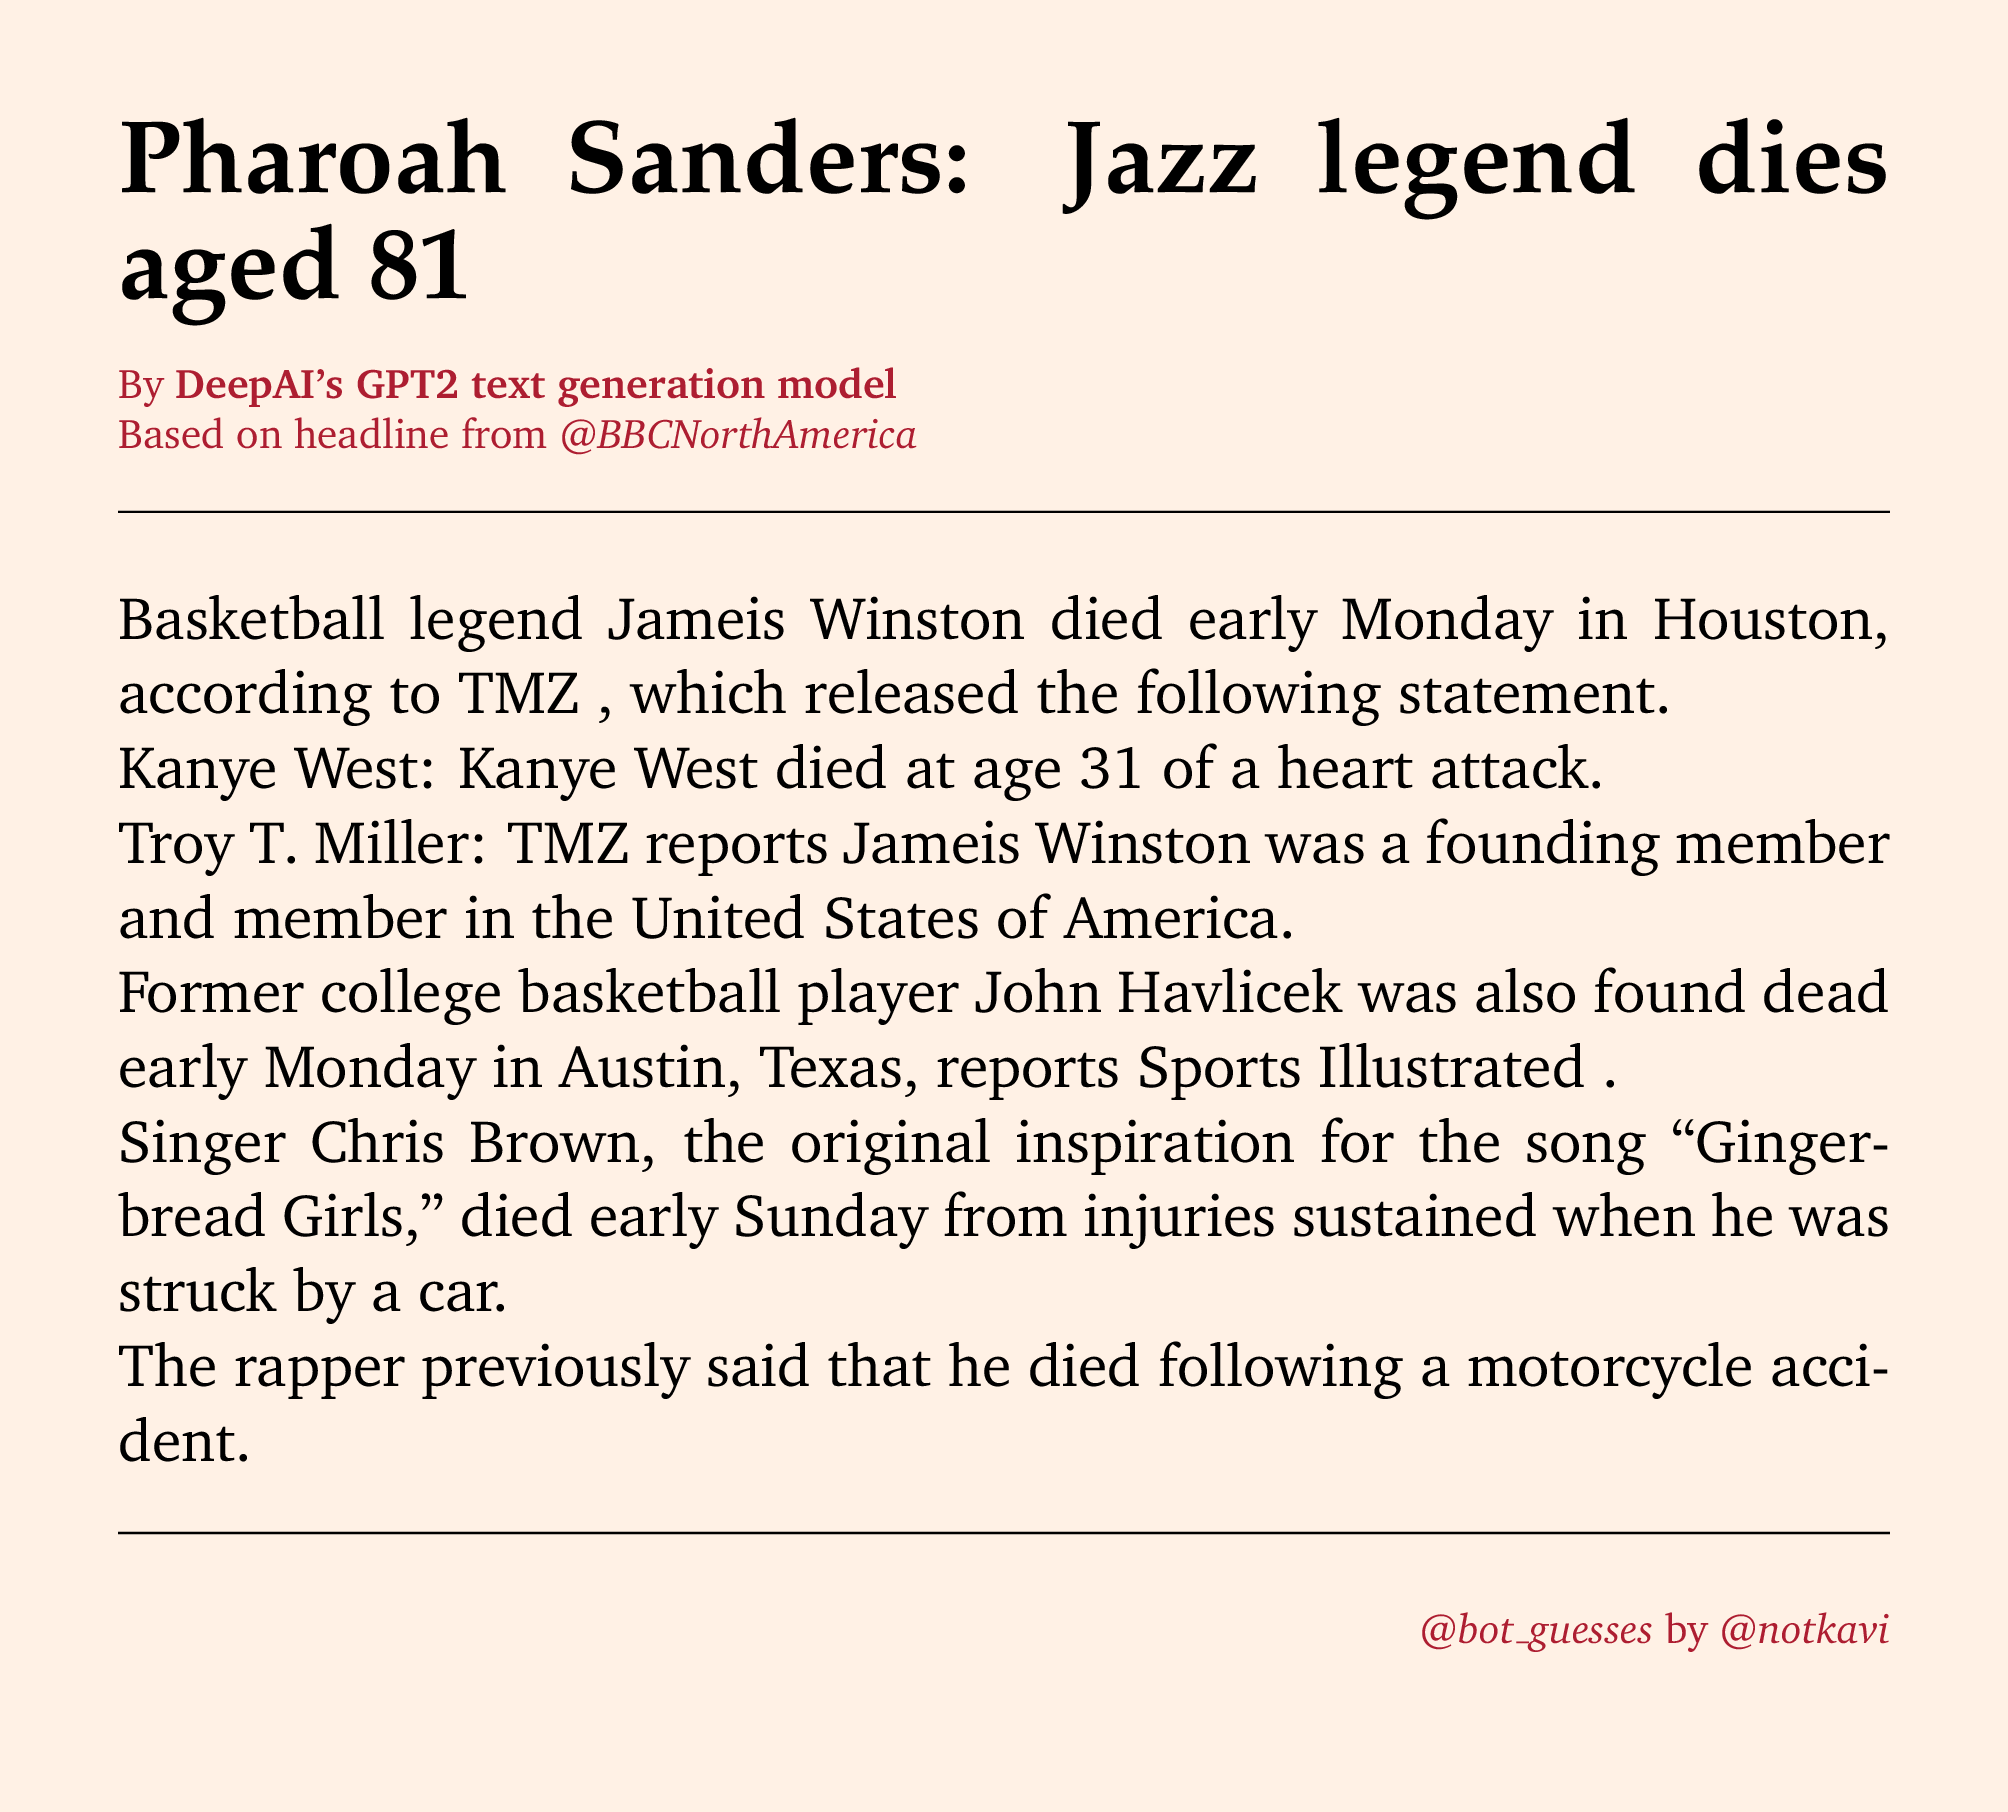 Pharoah Sanders: Jazz legend dies
aged 81
By DeepAI's GPT2 text generation model
Based on headline from @BBCNorthAmerica
Basketball legend Jameis Winston died early Monday in Houston,
according to TMZ , which released the following statement.
Kanye West: Kanye West died at age 31 of a heart attack.
Troy T. Miller: TMZ reports Jameis Winston was a founding member
and member in the United States of America.
Former college basketball player John Havlicek was also found dead
early Monday in Austin, Texas, reports Sports Illustrated .
Singer Chris Brown, the original inspiration for the song “Ginger-
bread Girls,” died early Sunday from injuries sustained when he was
struck by a car.
The rapper previously said that he died following a motorcycle acci-
dent.
@bot_guesses by @notkavi